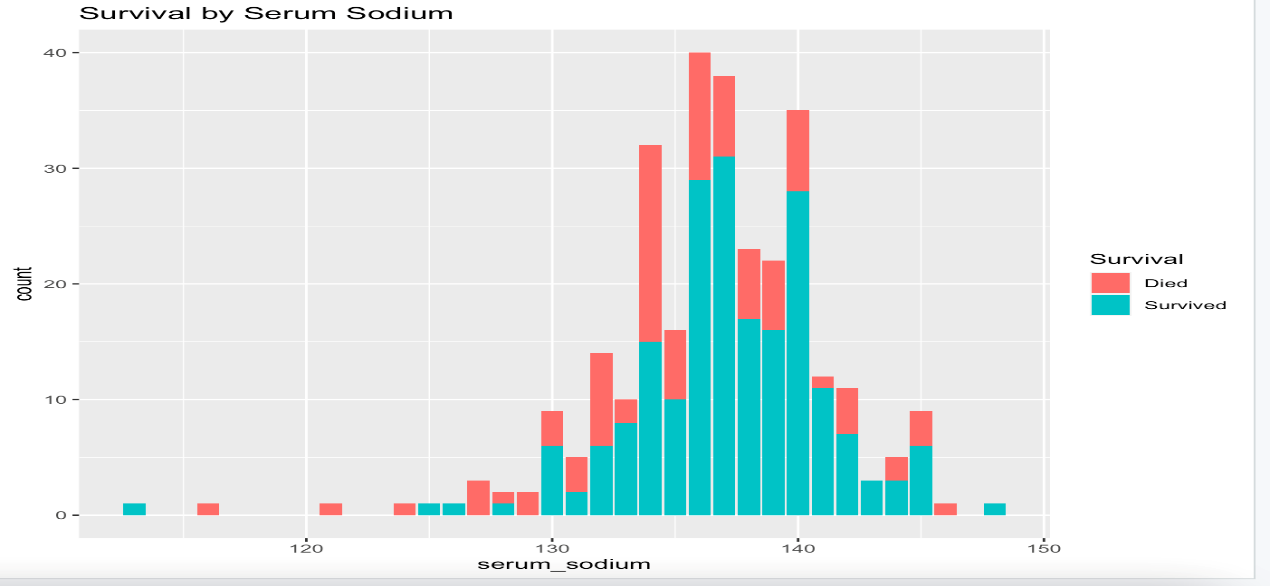 Survival by Serum Sodium
40
30
20
10
0
count
120 130 140 150
serum_sodium
Survival
Died
Survived